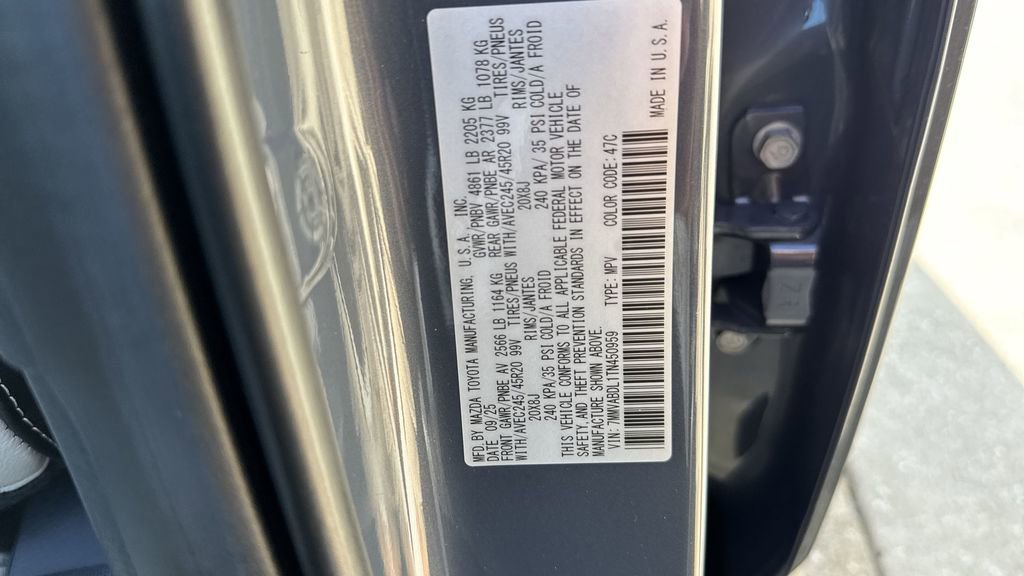 MFD.BY MAZDA TOYOTA MANUFACTURING, U.S.A., INC.
DATE 09/25 GVWR/PNBV 4861 LB 2205 KG
FRONT GAWR/PNBE AV 2566 LB 1164 KG REAR GAWR/PNBE AR 2377 LB 1078 KG
WITH/AVEC245/45R20 99V TIRES/PNEUS WITH/AVEC245/45R20 99V TIRES/PNEUS
20X8J RIMS/JANTES 20X8J RIMS/JANTES
240 KPA/35 PSI COLD/A FROID 240 KPA/ 35 PSI COLD/A FROID
THIS VEHICLE CONFORMS TO ALL APPLICABLE FEDERAL MOTOR VEHICLE
SAFETY, AND THEFT PREVENTION STANDARDS IN EFFECT ON THE DATE OF
MANUFACTURE SHOWN ABOVE.
VIN: 7MMVABDL1TN450959 TYPE: MPV COLOR CODE: 47C
MADE IN U.S.A.